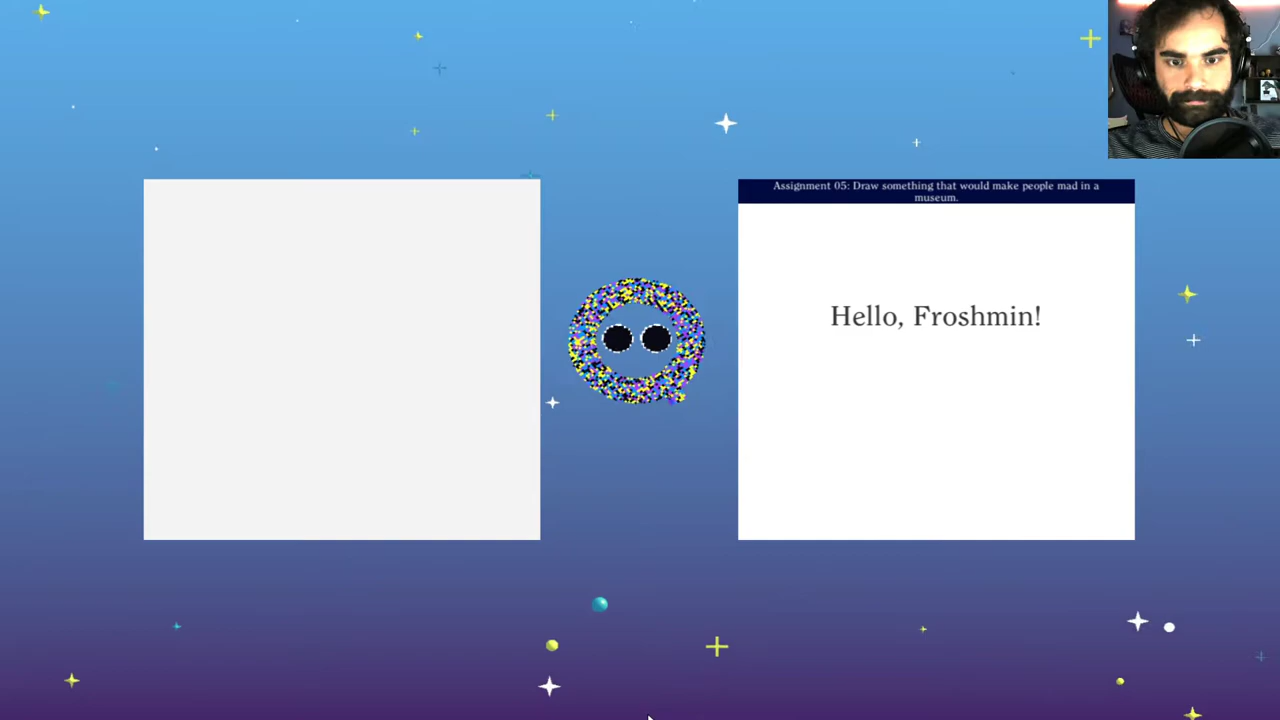 Assignment 05: Draw something that would make people mad in a
museum.
Hello, Froshmin!